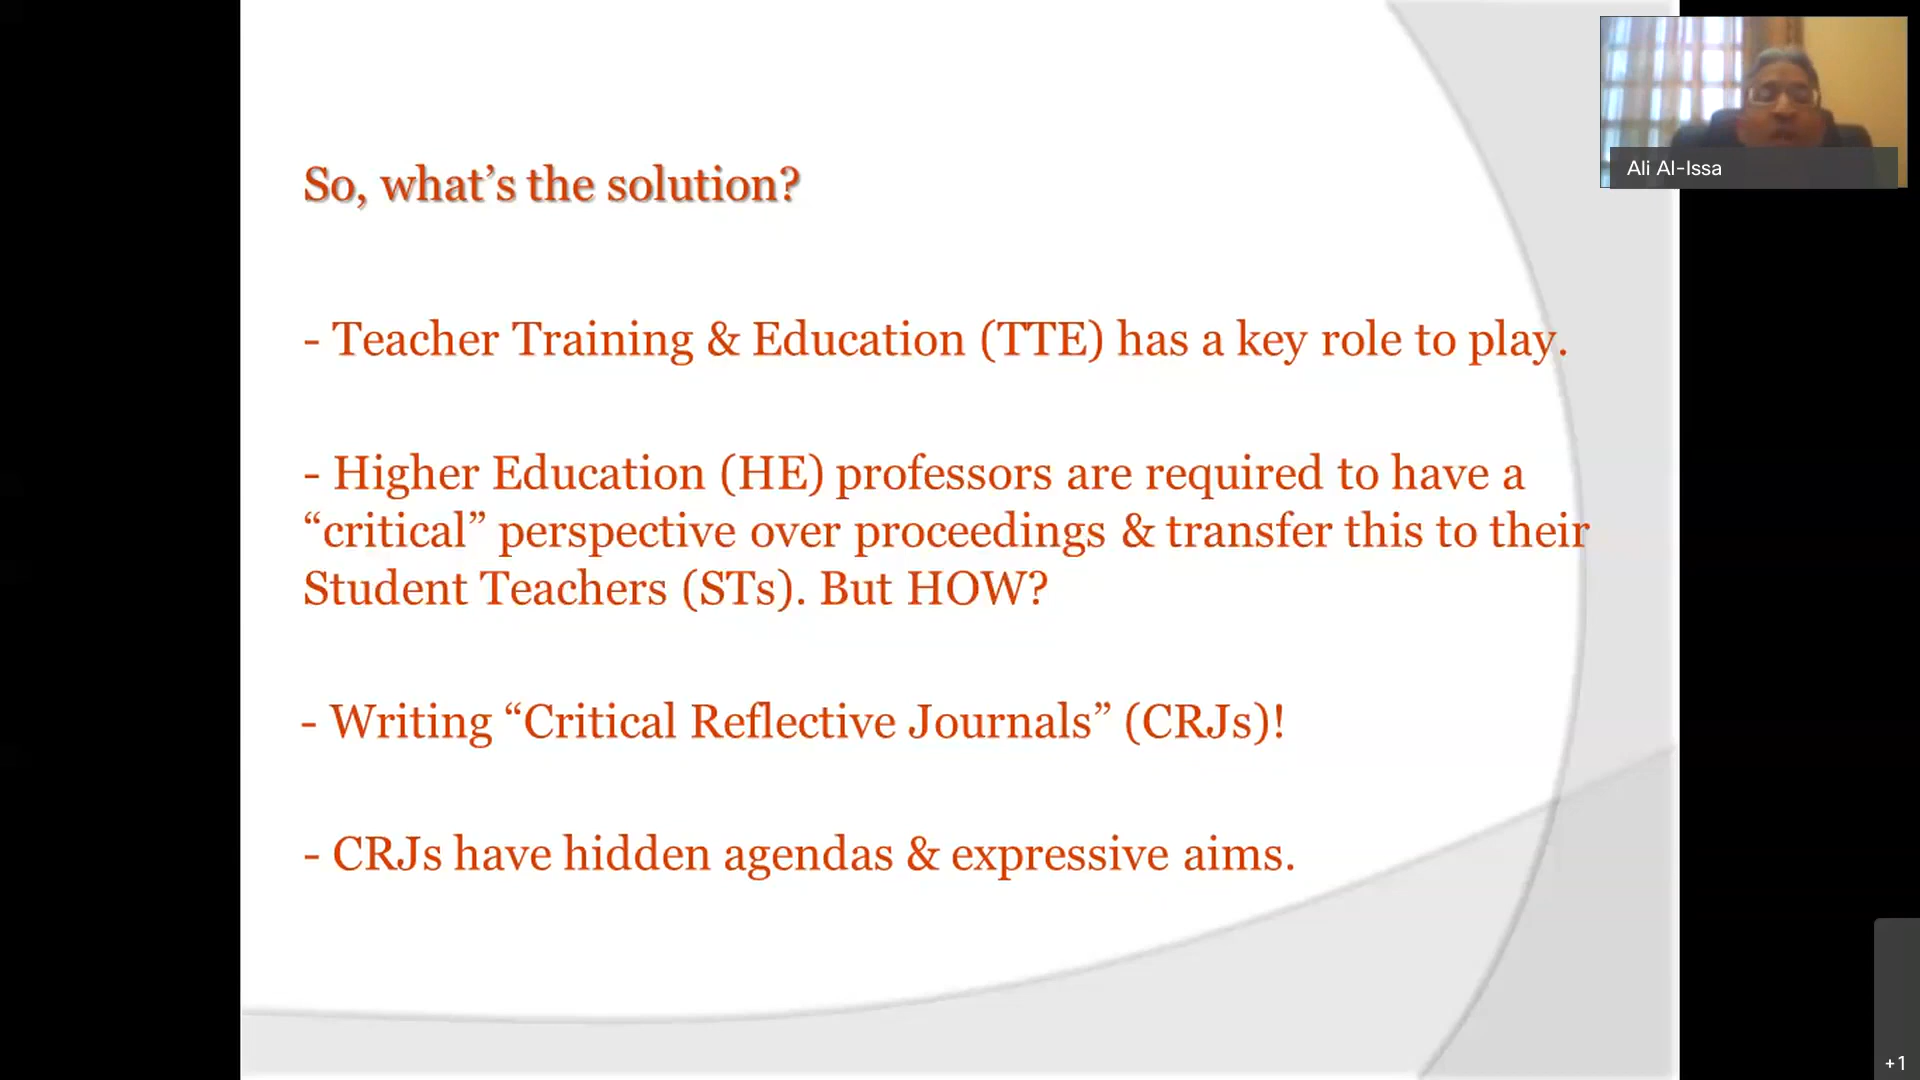 So, what’s the solution?
- Teacher Training & Education (TTE) has a key role to play.
- Higher Education (HE) professors are required to have a
“critical” perspective over proceedings & transfer this to their
Student Teachers (STs). But HOW?
- Writing “Critical Reflective Journals” (CRJs)!
- CRJs have hidden agendas & expressive aims.
Ali Al-Issa
+1